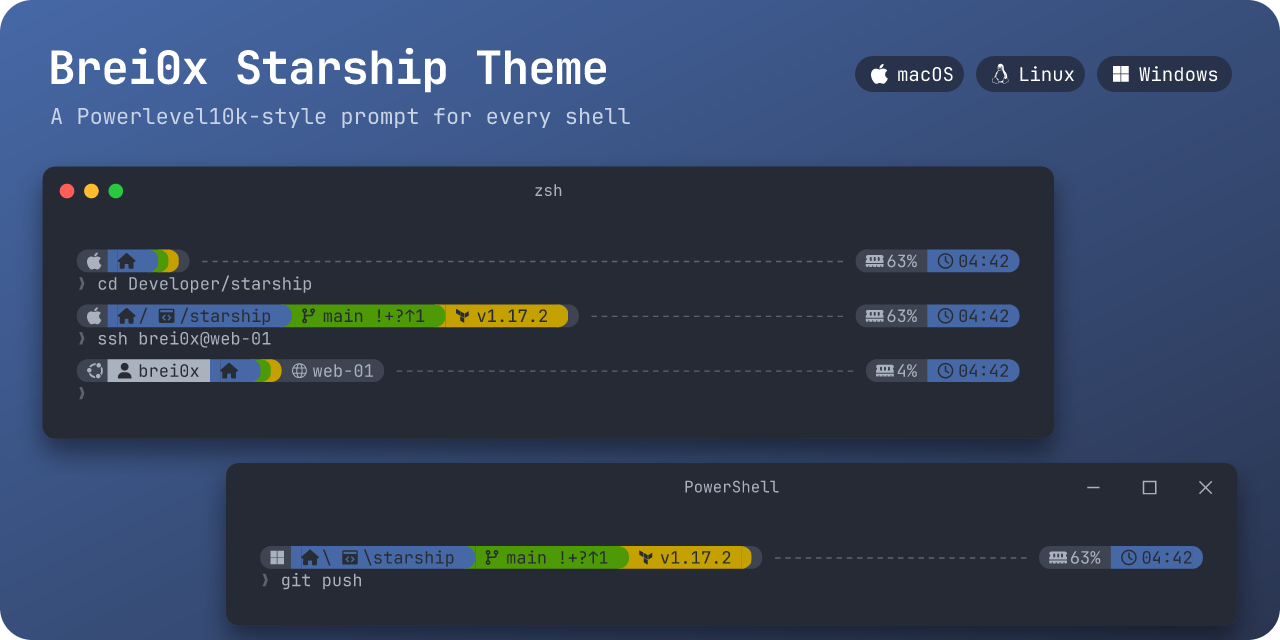 Brei0x Starship Theme
macOS Linux Windows
A Powerlevel10k-style prompt for every shell
zsh
63% 04:42
❯ cd Developer/starship
/ /starship main !+?↑1 v1.17.2 63% 04:42
❯ ssh brei0x@web-01
brei0x web-01 4% 04:42
❯
PowerShell
\ \starship main !+?↑1 v1.17.2 63% 04:42
❯ git push